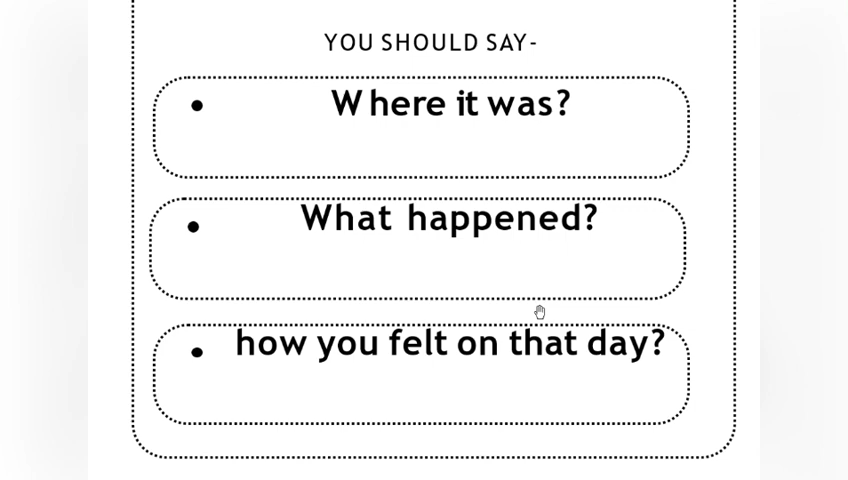 YOU SHOULD SAY-
• Where it was?
• What happened?
• how you felt on that day?